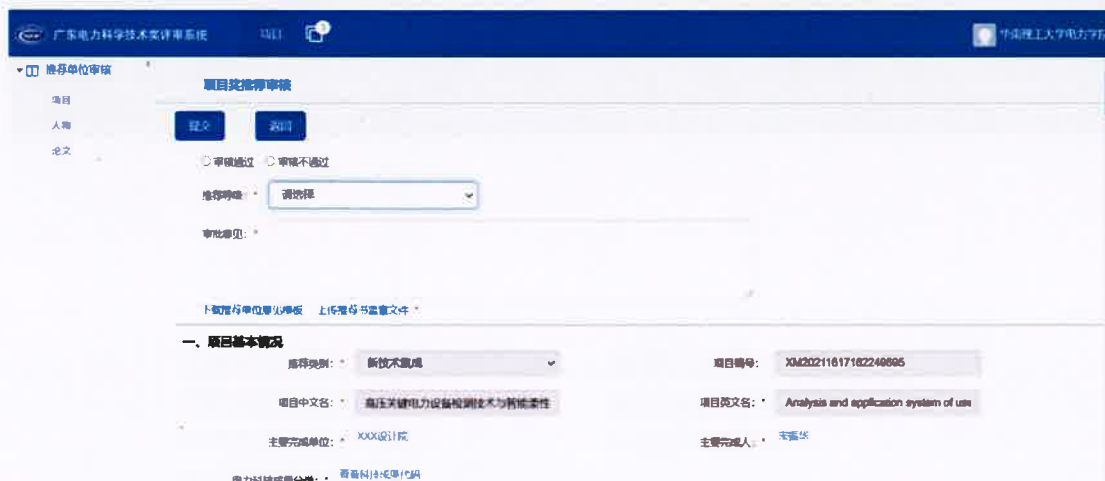 广东电力科学技术奖评审系统 项目
华南理工大学电力学院
推荐单位审核
项目
人物
论文
项目奖推荐审核
提交 返回
审核通过 审核不通过
推荐等级: * 请选择
审批意见: *
下载推荐单位意见模板 上传推荐书盖章文件 *
一、项目基本情况
推荐类别: * 新技术集成
项目编号:
项目中文名: * 高压关键电力设备检测技术与智能柔性
项目英文名: * Analysis and application system of use
主要完成单位: * XXX设计院
主要完成人: *
电力科技成果分类: * 查看科技成果代码